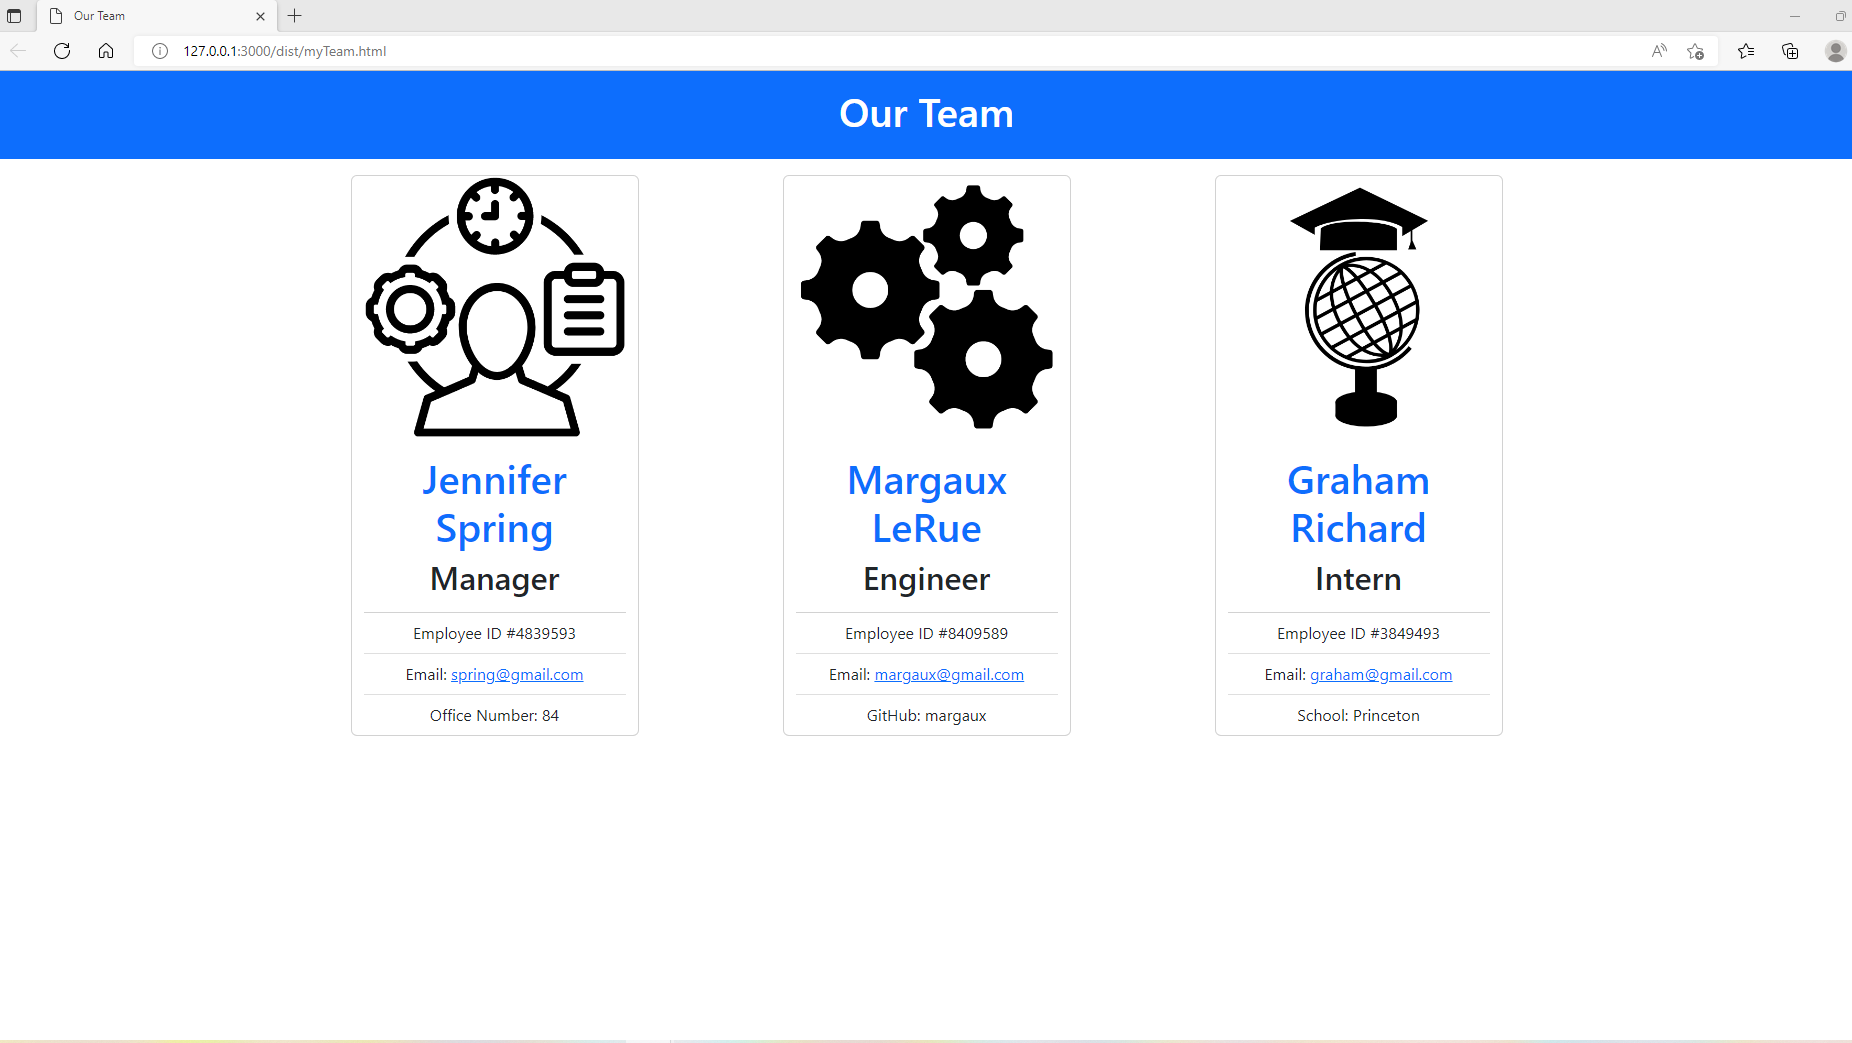 Our Team
127.0.0.1:3000/dist/myTeam.html
Our Team
Jennifer
Spring
Manager
Employee ID #4839593
Email: spring@gmail.com
Office Number: 84
Margaux
LeRue
Engineer
Employee ID #8409589
Email: margaux@gmail.com
GitHub: margaux
Graham
Richard
Intern
Employee ID #3849493
Email: graham@gmail.com
School: Princeton